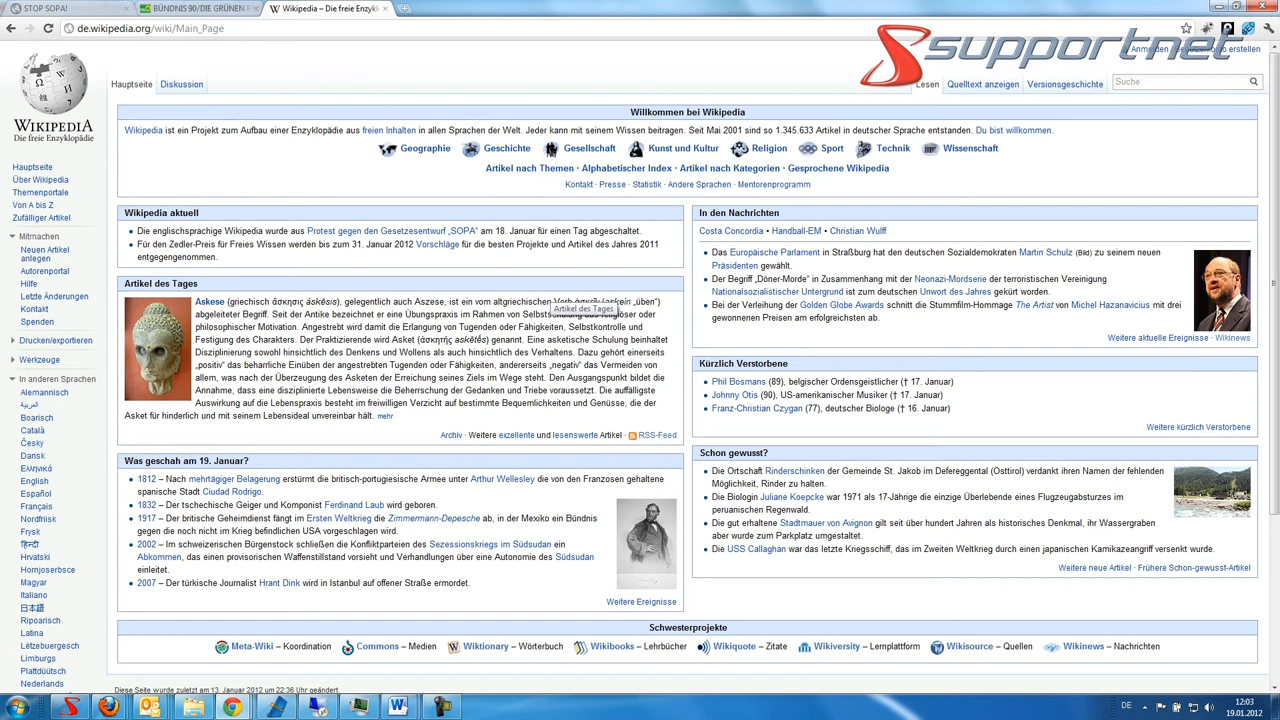 STOP SOPA!
BÜNDNIS 90/DIE GRÜNEN
Wikipedia – Die freie Enzykl
de.wikipedia.org/wiki/Main_Page
supportnet
Anmelden
erstellen
WIKIPEDIA
Die freie Enzyklopädie
Hauptseite
Diskussion
Lesen
Quelltext anzeigen
Versionsgeschichte
Suche
Hauptseite
Über Wikipedia
Themenportale
Von A bis Z
Zufälliger Artikel
Mitmachen
Neuen Artikel
anlegen
Autorenportal
Hilfe
Letzte Änderungen
Kontakt
Spenden
Drucken/exportieren
Werkzeuge
In anderen Sprachen
Alemannisch
العربية
Boarisch
Català
Česky
Dansk
Ελληνικά
English
Español
Français
Nordfriisk
Frysk
हिन्दी
Hrvatski
Hornjoserbsce
Magyar
Italiano
日本語
Ripoarisch
Latina
Lëtzebuergesch
Limburgs
Plattdüütsch
Nederlands
Willkommen bei Wikipedia
Wikipedia ist ein Projekt zum Aufbau einer Enzyklopädie aus freien Inhalten in allen Sprachen der Welt. Jeder kann mit seinem Wissen beitragen. Seit Mai 2001 sind so 1.345.633 Artikel in deutscher Sprache entstanden. Du bist willkommen.
Geographie Geschichte Gesellschaft Kunst und Kultur Religion Sport Technik Wissenschaft
Artikel nach Themen · Alphabetischer Index · Artikel nach Kategorien · Gesprochene Wikipedia
Kontakt · Presse · Statistik · Andere Sprachen · Mentorenprogramm
Wikipedia aktuell
Die englischsprachige Wikipedia wurde aus Protest gegen den Gesetzesentwurf „SOPA“ am 18. Januar für einen Tag abgeschaltet.
Für den Zedler-Preis für Freies Wissen werden bis zum 31. Januar 2012 Vorschläge für die besten Projekte und Artikel des Jahres 2011
entgegengenommen.
Artikel des Tages
Askese (griechisch ἄσκησις áskēsis), gelegentlich auch Aszese, ist ein vom altgriechischen Verb „üben“)
Artikel des Tages
abgeleiteter Begriff. Seit der Antike bezeichnet er eine Übungspraxis im Rahmen von Selbstschulung aus religiöser oder
philosophischer Motivation. Angestrebt wird damit die Erlangung von Tugenden oder Fähigkeiten, Selbstkontrolle und
Festigung des Charakters. Der Praktizierende wird Asket (ἀσκητής askētḗs) genannt. Eine asketische Schulung beinhaltet
Disziplinierung sowohl hinsichtlich des Denkens und Wollens als auch hinsichtlich des Verhaltens. Dazu gehört einerseits
„positiv“ das beharrliche Einüben der angestrebten Tugenden oder Fähigkeiten, andererseits „negativ“ das Vermeiden von
allem, was nach der Überzeugung des Asketen der Erreichung seines Ziels im Wege steht. Den Ausgangspunkt bildet die
Annahme, dass eine disziplinierte Lebensweise die Beherrschung der Gedanken und Triebe voraussetzt. Die auffälligste
Auswirkung auf die Lebenspraxis besteht im freiwilligen Verzicht auf bestimmte Bequemlichkeiten und Genüsse, die der
Asket für hinderlich und mit seinem Lebensideal unvereinbar hält. mehr
Archiv · Weitere exzellente und lesenswerte Artikel · RSS-Feed
Was geschah am 19. Januar?
1812 – Nach mehrtägiger Belagerung erstürmt die britisch-portugiesische Armee unter Arthur Wellesley die von den Franzosen gehaltene
spanische Stadt Ciudad Rodrigo.
1832 – Der tschechische Geiger und Komponist Ferdinand Laub wird geboren.
1917 – Der britische Geheimdienst fängt im Ersten Weltkrieg die Zimmermann-Depesche ab, in der Mexiko ein Bündnis
gegen die noch nicht im Krieg befindlichen USA vorgeschlagen wird.
2002 – Im schweizerischen Bürgenstock schließen die Konfliktparteien des Sezessionskriegs im Südsudan ein
Abkommen, das einen provisorischen Waffenstillstand vorsieht und Verhandlungen über eine Autonomie des Südsudan
einleitet.
2007 – Der türkische Journalist Hrant Dink wird in Istanbul auf offener Straße ermordet.
Weitere Ereignisse
In den Nachrichten
Costa Concordia • Handball-EM • Christian Wulff
Das Europäische Parlament in Straßburg hat den deutschen Sozialdemokraten Martin Schulz (Bild) zu seinem neuen
Präsidenten gewählt.
Der Begriff „Döner-Morde“ in Zusammenhang mit der Neonazi-Mordserie der terroristischen Vereinigung
Nationalsozialistischer Untergrund ist zum deutschen Unwort des Jahres gewählt worden.
Bei der Verleihung der Golden Globe Awards schnitt die Stummfilm-Hommage The Artist von Michel Hazanavicius mit drei
gewonnenen Preisen am erfolgreichsten ab.
Weitere aktuelle Ereignisse · Wikinews
Kürzlich Verstorbene
Phil Bosmans (89), belgischer Ordensgeistlicher († 17. Januar)
Johnny Otis (90), US-amerikanischer Musiker († 17. Januar)
Franz-Christian Czygan (77), deutscher Biologe († 16. Januar)
Weitere kürzlich Verstorbene
Schon gewusst?
Die Ortschaft Rinderschinken der Gemeinde St. Jakob im Defereggental (Osttirol) verdankt ihren Namen der fehlenden
Möglichkeit, Rinder zu halten.
Die Biologin Juliane Koepcke war 1971 als 17-Jährige die einzige Überlebende eines Flugzeugabsturzes im
peruanischen Regenwald.
Die gut erhaltene Stadtmauer von Avignon gilt seit über hundert Jahren als historisches Denkmal, ihr Wassergraben
aber wurde zum Parkplatz umgestaltet.
Die USS Callaghan war das letzte Kriegsschiff, das im Zweiten Weltkrieg durch einen japanischen Kamikazeangriff versenkt wurde.
Weitere neue Artikel · Frühere Schon-gewusst-Artikel
Schwesterprojekte
Meta-Wiki – Koordination Commons – Medien Wiktionary – Wörterbuch Wikibooks – Lehrbücher Wikiquote – Zitate Wikiversity – Lernplattform Wikisource – Quellen Wikinews – Nachrichten
Diese Seite wurde zuletzt am 13. Januar 2012 um 22:36 Uhr geändert.
DE
12:03
19.01.2012